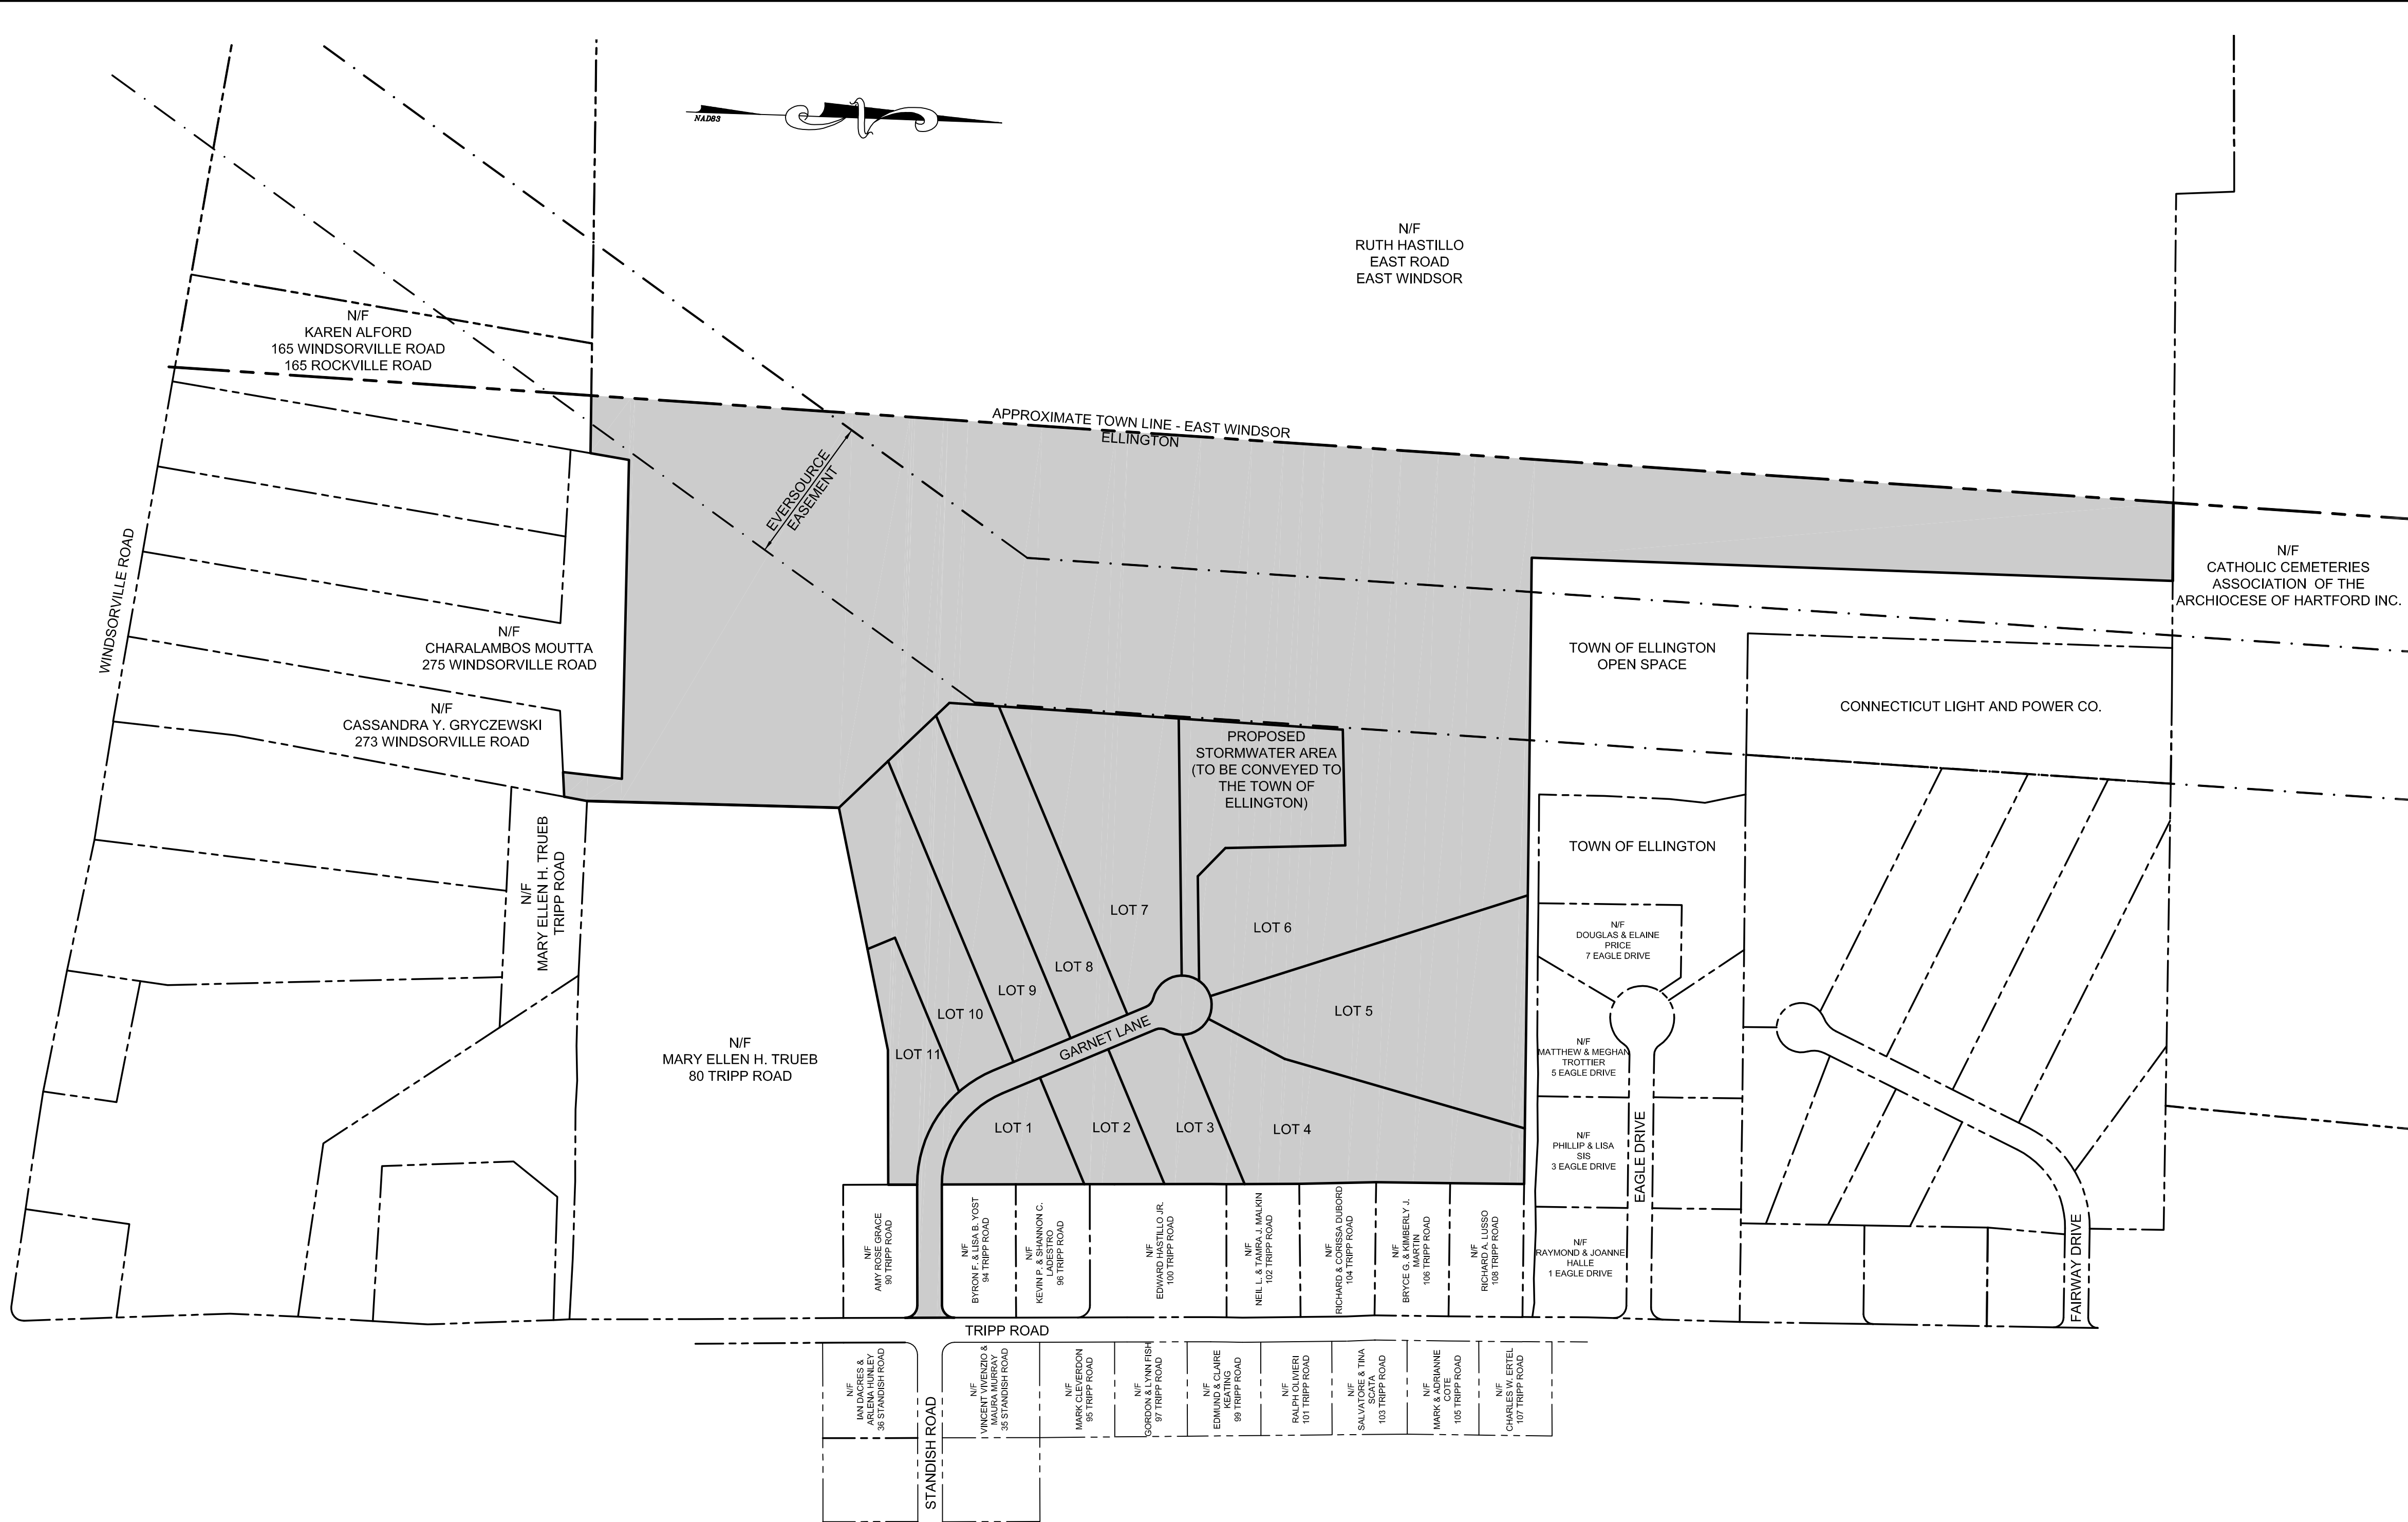 NAD83
N/F
RUTH HASTILLO
EAST ROAD
EAST WINDSOR
N/F
KAREN ALFORD
165 WINDSORVILLE ROAD
165 ROCKVILLE ROAD
APPROXIMATE TOWN LINE - EAST WINDSOR
ELLINGTON
EVERSOURCE
EASEMENT
WINDSORVILLE ROAD
N/F
CATHOLIC CEMETERIES
ASSOCIATION OF THE
ARCHIOCESE OF HARTFORD INC.
N/F
CHARALAMBOS MOUTTA
275 WINDSORVILLE ROAD
TOWN OF ELLINGTON
OPEN SPACE
CONNECTICUT LIGHT AND POWER CO.
N/F
CASSANDRA Y. GRYCZEWSKI
273 WINDSORVILLE ROAD
PROPOSED
STORMWATER AREA
(TO BE CONVEYED TO
THE TOWN OF
ELLINGTON)
N/F
MARY ELLEN H. TRUEB
TRIPP ROAD
TOWN OF ELLINGTON
LOT 7
LOT 6
N/F
DOUGLAS & ELAINE
PRICE
7 EAGLE DRIVE
LOT 8
LOT 9
LOT 10
LOT 5
LOT 11
GARNET LANE
N/F
MARY ELLEN H. TRUEB
80 TRIPP ROAD
N/F
MATTHEW & MEGHAN
TROTTIER
5 EAGLE DRIVE
LOT 1
LOT 2
LOT 3
LOT 4
N/F
PHILLIP & LISA
SIS
3 EAGLE DRIVE
EAGLE DRIVE
N/F
AMY ROSE GRACE
90 TRIPP ROAD
N/F
BYRON F. & LISA B. YOST
94 TRIPP ROAD
N/F
KEVIN P. & SHANNON C.
LADESTRO
96 TRIPP ROAD
N/F
EDWARD HASTILLO JR.
100 TRIPP ROAD
N/F
NEIL L. & TAMRA J. MALKIN
102 TRIPP ROAD
N/F
RICHARD & CORISSA DUBORD
104 TRIPP ROAD
N/F
BRYCE G. & KIMBERLY J.
MARTIN
106 TRIPP ROAD
N/F
RICHARD A. LUSSO
108 TRIPP ROAD
N/F
RAYMOND & JOANNE
HALLE
1 EAGLE DRIVE
FAIRWAY DRIVE
TRIPP ROAD
N/F
IAN DACRES &
ARLENA HUNLEY
36 STANDISH ROAD
STANDISH ROAD
N/F
VINCENT VIVENZIO &
MAURA MURRAY
35 STANDISH ROAD
N/F
MARK CLEVERDON
95 TRIPP ROAD
N/F
GORDON & LYNN FISH
97 TRIPP ROAD
N/F
EDMUND & CLAIRE
KEATING
99 TRIPP ROAD
N/F
RALPH OLIVIERI
101 TRIPP ROAD
N/F
SALVATORE & TINA
SCATA
103 TRIPP ROAD
N/F
MARK & ADRIANNE
COTE
105 TRIPP ROAD
N/F
CHARLES W. ERTEL
107 TRIPP ROAD